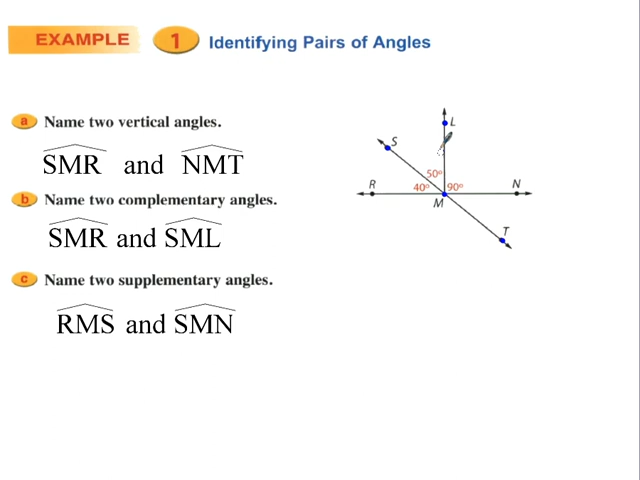 EXAMPLE 1 Identifying Pairs of Angles
a Name two vertical angles.
SMR and NMT
b Name two complementary angles.
SMR and SML
c Name two supplementary angles.
RMS and SMN
L
S
50°
R 40° 90° N
M
T